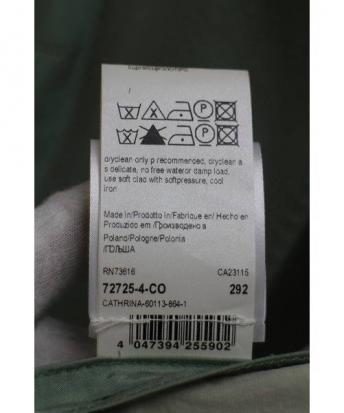 dryclean only p recommended, dryclean a
s delicate, no free wateror damp load,
use soft clad with softpressure, cool
iron
Made in/Prodotto in/Fabrique en/ Hecho en
Produzido em /Произведено в
Poland/Pologne/Polonia
/ПОЛЬША
RN73616 CA23115
72725-4-CO 292
CATHRINA-60113-864-1
4 047394 255902